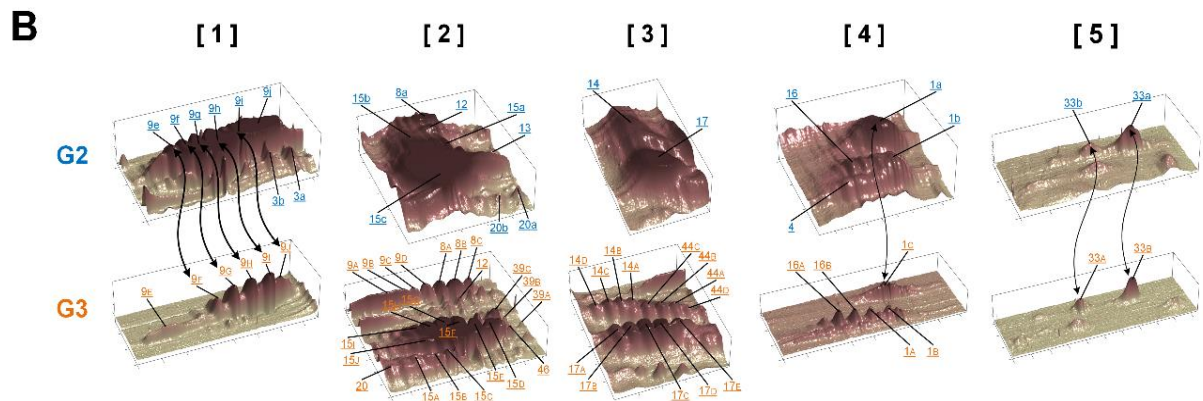 B
[ 1 ] [ 2 ] [ 3 ] [ 4 ] [ 5 ]
G2
9e 9f 9g 9h 9i 9j
3b 3a
15b 8a 12 15a 13
15c 20b 20a
14 17
16 1a 1b
4
33b 33a
G3
9E 9F 9G 9H 9I 9J
9A 9B 9C 9D 8A 8B 8C 12 39C 39B 39A
15F
15I 15J 20
15A 15B 15C 15E 15D 46
14D 14C 14B 14A 44C 44B 44A 44D
17A 17B 17C 17D 17E
16A 16B 1C
1A 1B
33A 33B